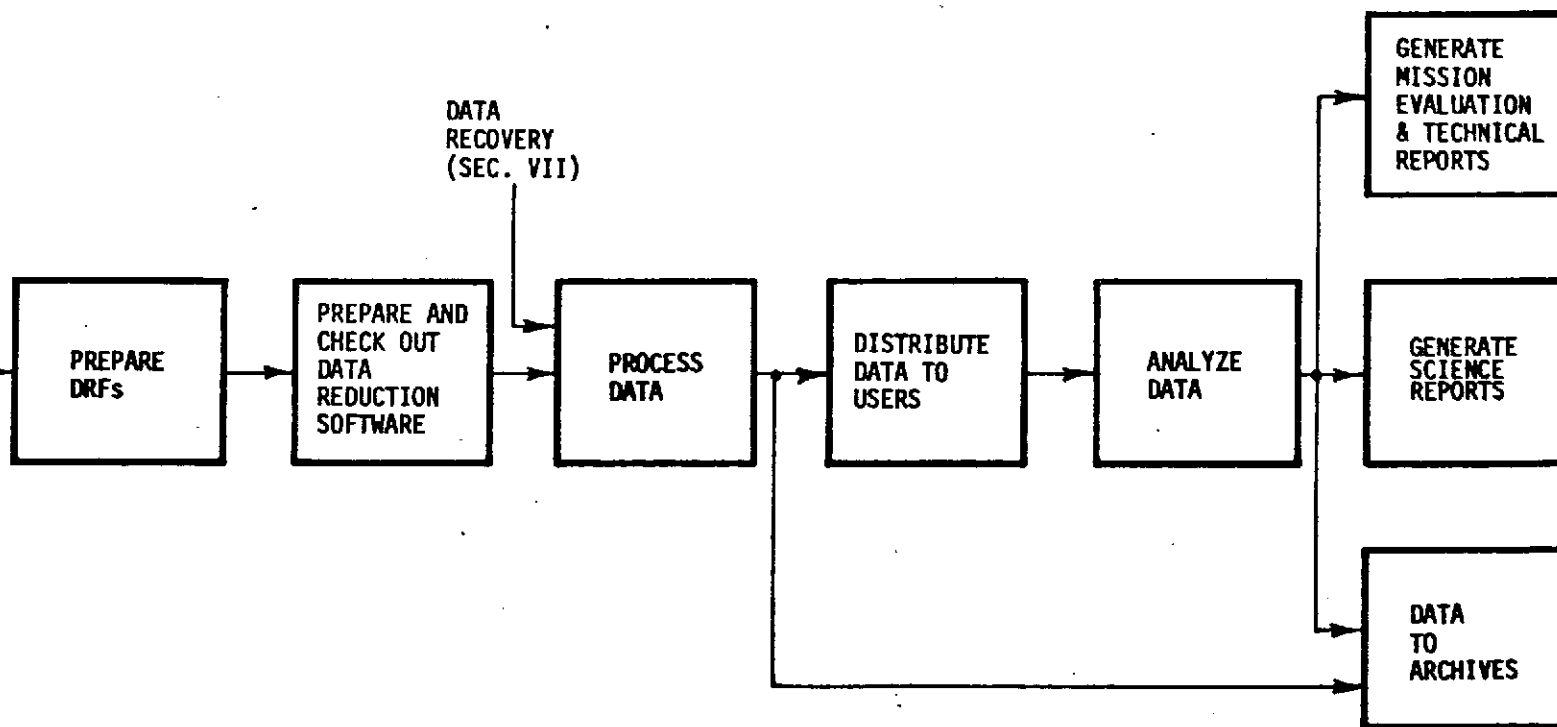 GENERATE
MISSION
EVALUATION
& TECHNICAL
REPORTS
DATA
RECOVERY
(SEC. VII)
PREPARE
DRFs
PREPARE AND
CHECK OUT
DATA
REDUCTION
SOFTWARE
PROCESS
DATA
DISTRIBUTE
DATA TO
USERS
ANALYZE
DATA
GENERATE
SCIENCE
REPORTS
DATA
TO
ARCHIVES